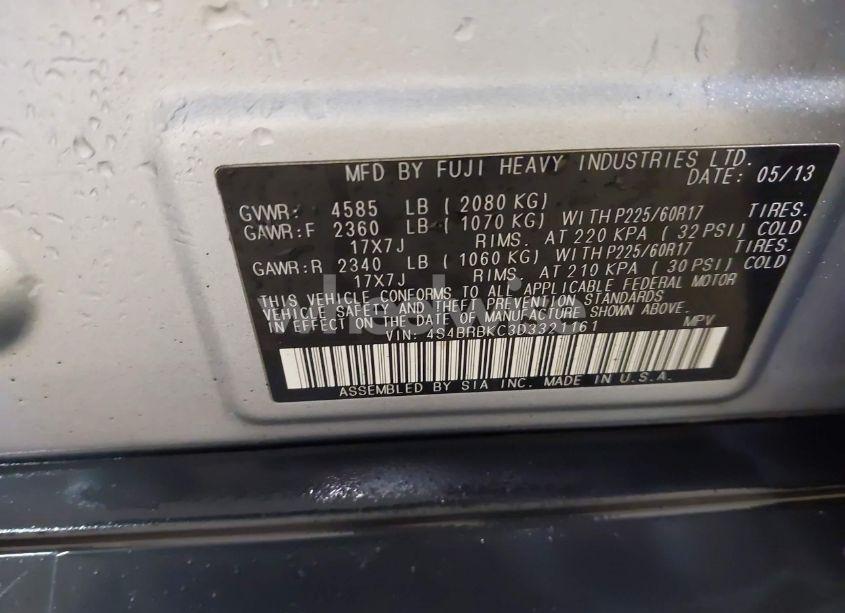 MFD BY FUJI HEAVY INDUSTRIES LTD.
DATE: 05/13
GVWR: 4585 LB ( 2080 KG)
GAWR:F 2360 LB ( 1070 KG) WITH P225/60R17 TIRES.
17X7J RIMS. AT 220 KPA ( 32 PSI) COLD
GAWR:R 2340 LB ( 1060 KG) WITH P225/60R17 TIRES.
17X7J RIMS. AT 210 KPA ( 30 PSI) COLD
THIS VEHICLE CONFORMS TO ALL APPLICABLE FEDERAL MOTOR
VEHICLE SAFETY AND THEFT PREVENTION STANDARDS
IN EFFECT ON THE DATE OF MANUFACTURE SHOWN ABOVE.
VIN: 4S4BRBKC3D3321161 MPV
ASSEMBLED BY SIA INC. MADE IN U.S.A.